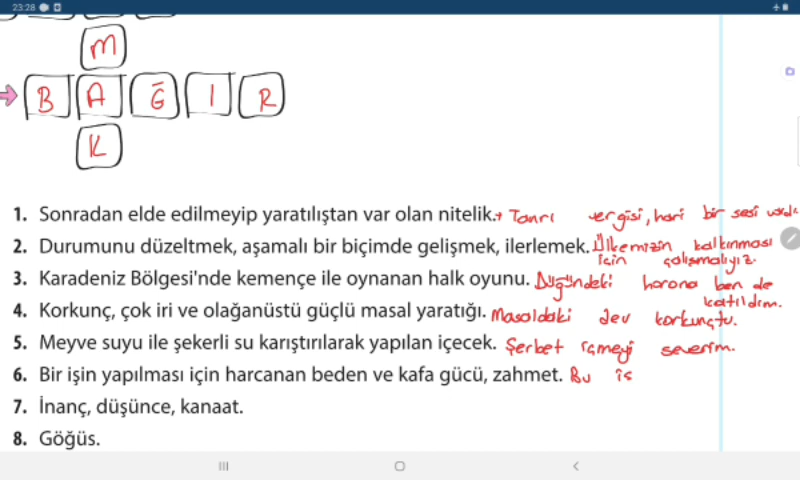 23:28
M
B A Ğ I R
K
1. Sonradan elde edilmeyip yaratılıştan var olan nitelik. Tanrı vergisi, hari bir sesi vardı.
2. Durumunu düzeltmek, aşamalı bir biçimde gelişmek, ilerlemek. Ülkemizin kalkınması
için çalışmalıyız.
3. Karadeniz Bölgesi'nde kemençe ile oynanan halk oyunu. Düğündeki horona ben de
katıldım.
4. Korkunç, çok iri ve olağanüstü güçlü masal yaratığı. Masaldaki dev korkunçtu.
5. Meyve suyu ile şekerli su karıştırılarak yapılan içecek. Şerbet içmeyi severim.
6. Bir işin yapılması için harcanan beden ve kafa gücü, zahmet. Bu iş
7. İnanç, düşünce, kanaat.
8. Göğüs.